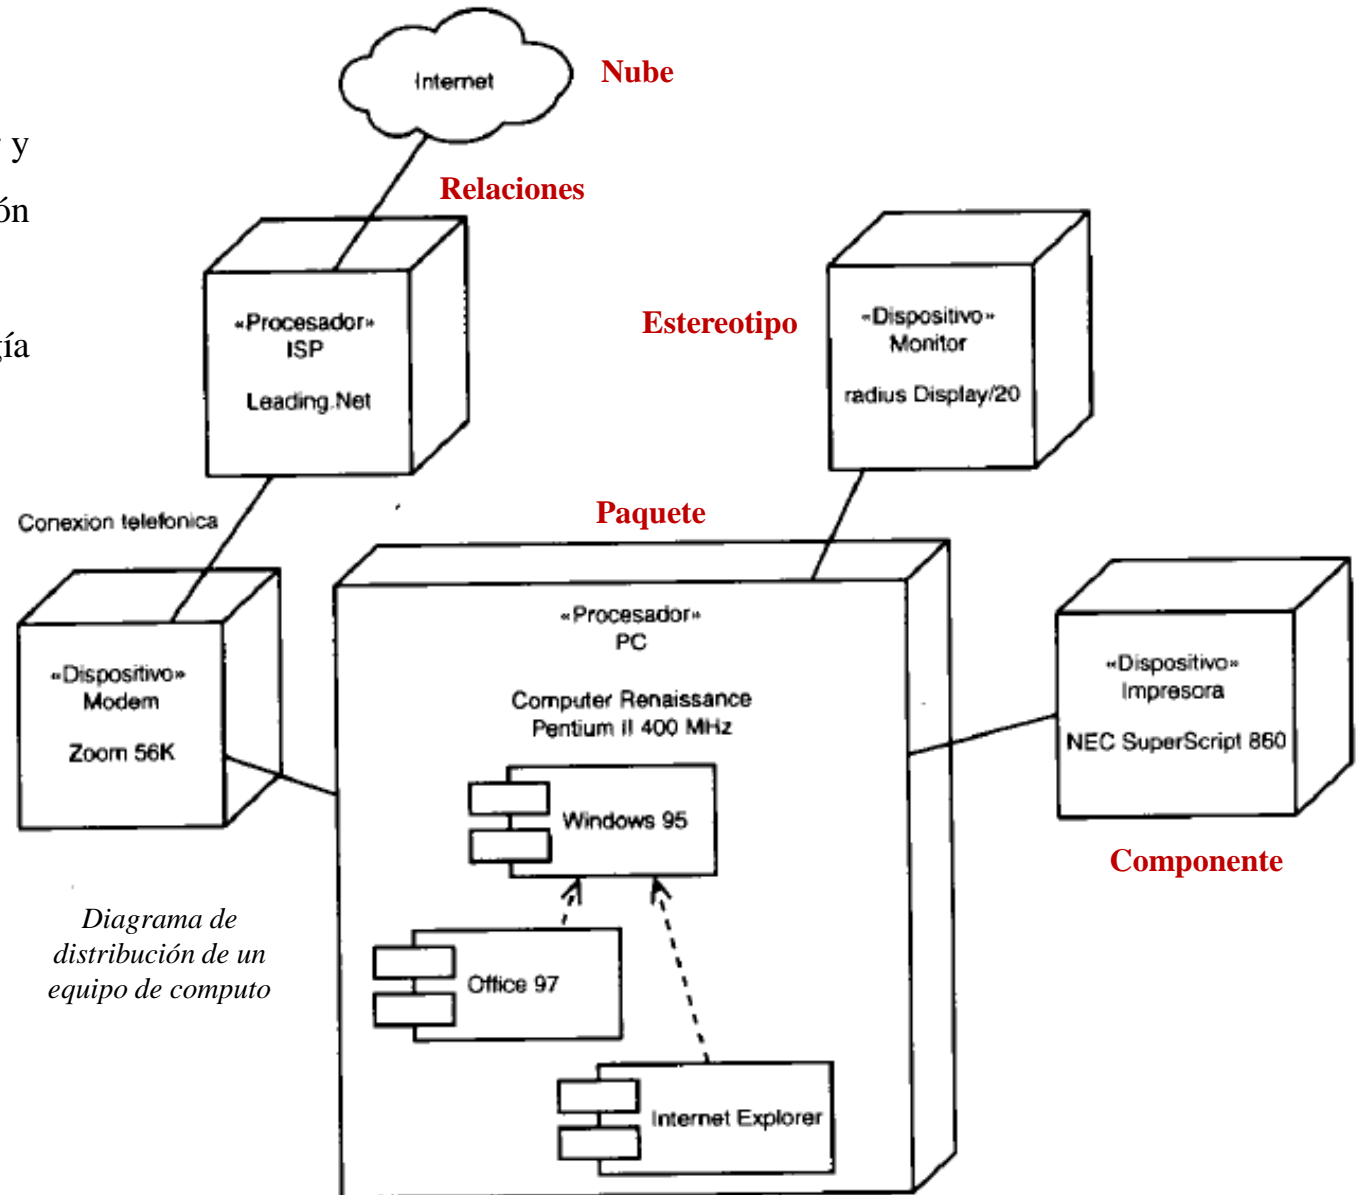 Internet
Nube
y
Relaciones
ón
«Procesador»
ISP
Leading.Net
gía
Estereotipo
«Dispositivo»
Monitor
radius Display/20
Conexion telefonica
Paquete
«Dispositivo»
Modem
Zoom 56K
«Procesador»
PC
Computer Renaissance
Pentium II 400 MHz
«Dispositivo»
Impresora
NEC SuperScript 860
Windows 95
Componente
Diagrama de
distribución de un
equipo de computo
Office 97
Internet Explorer